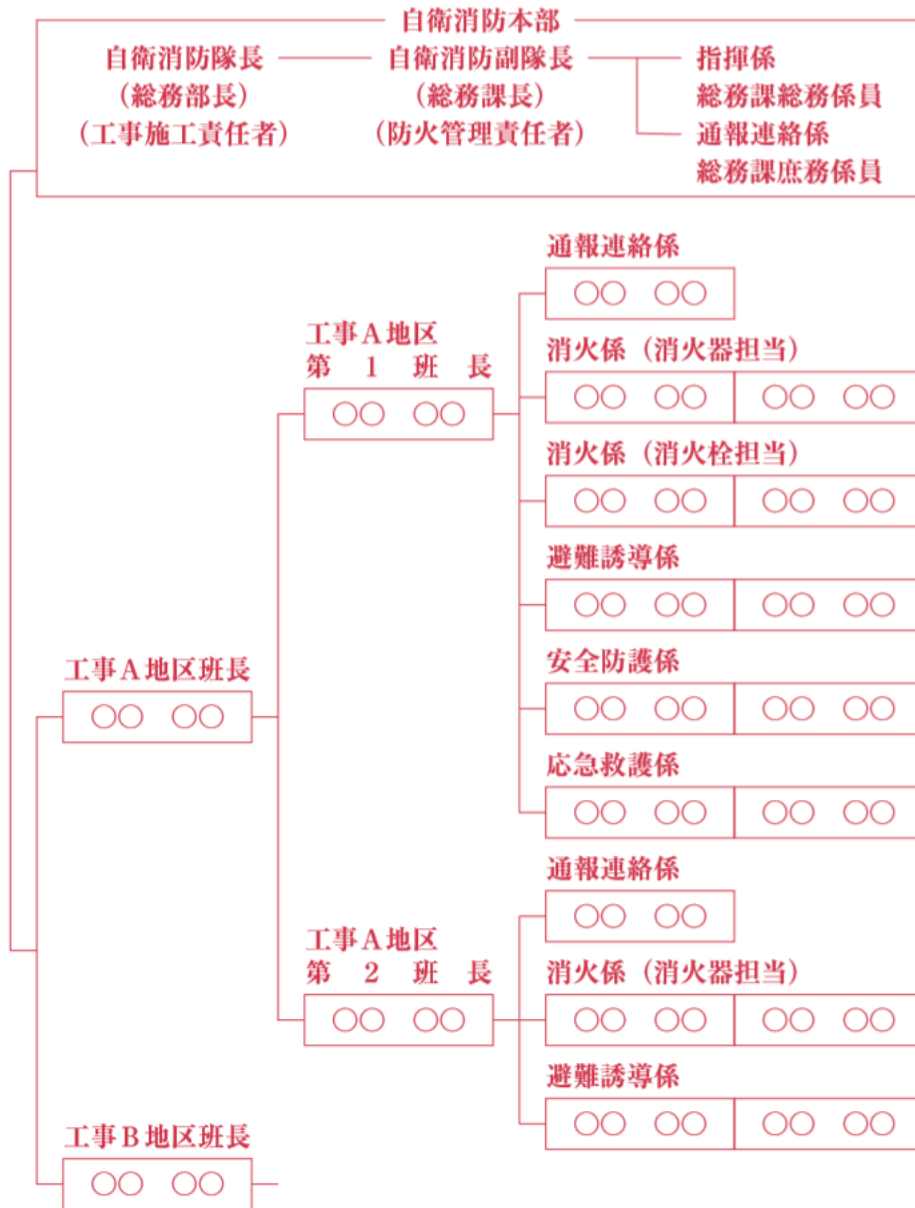 自衛消防本部
自衛消防隊長 自衛消防副隊長 指揮係
(総務部長) (総務課長) 総務課総務係員
(工事施工責任者) (防火管理責任者) 通報連絡係
総務課庶務係員
通報連絡係
○○ ○○
工事A地区
第1班長
○○ ○○
消火係(消火器担当)
○○ ○○ ○○ ○○
消火係(消火栓担当)
○○ ○○ ○○ ○○
避難誘導係
○○ ○○ ○○ ○○
工事A地区班長
○○ ○○
安全防護係
○○ ○○ ○○ ○○
応急救護係
○○ ○○ ○○ ○○
通報連絡係
○○ ○○
工事A地区
第2班長
○○ ○○
消火係(消火器担当)
○○ ○○ ○○ ○○
避難誘導係
○○ ○○ ○○ ○○
工事B地区班長
○○ ○○